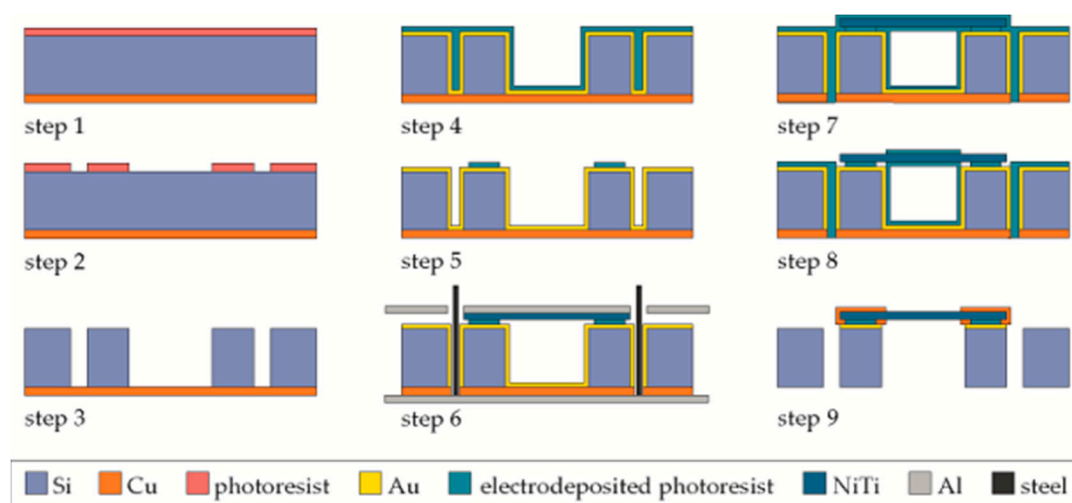 step 1
step 4
step 7
step 2
step 5
step 8
step 3
step 6
step 9
Si Cu photoresist Au electrodeposited photoresist NiTi Al steel